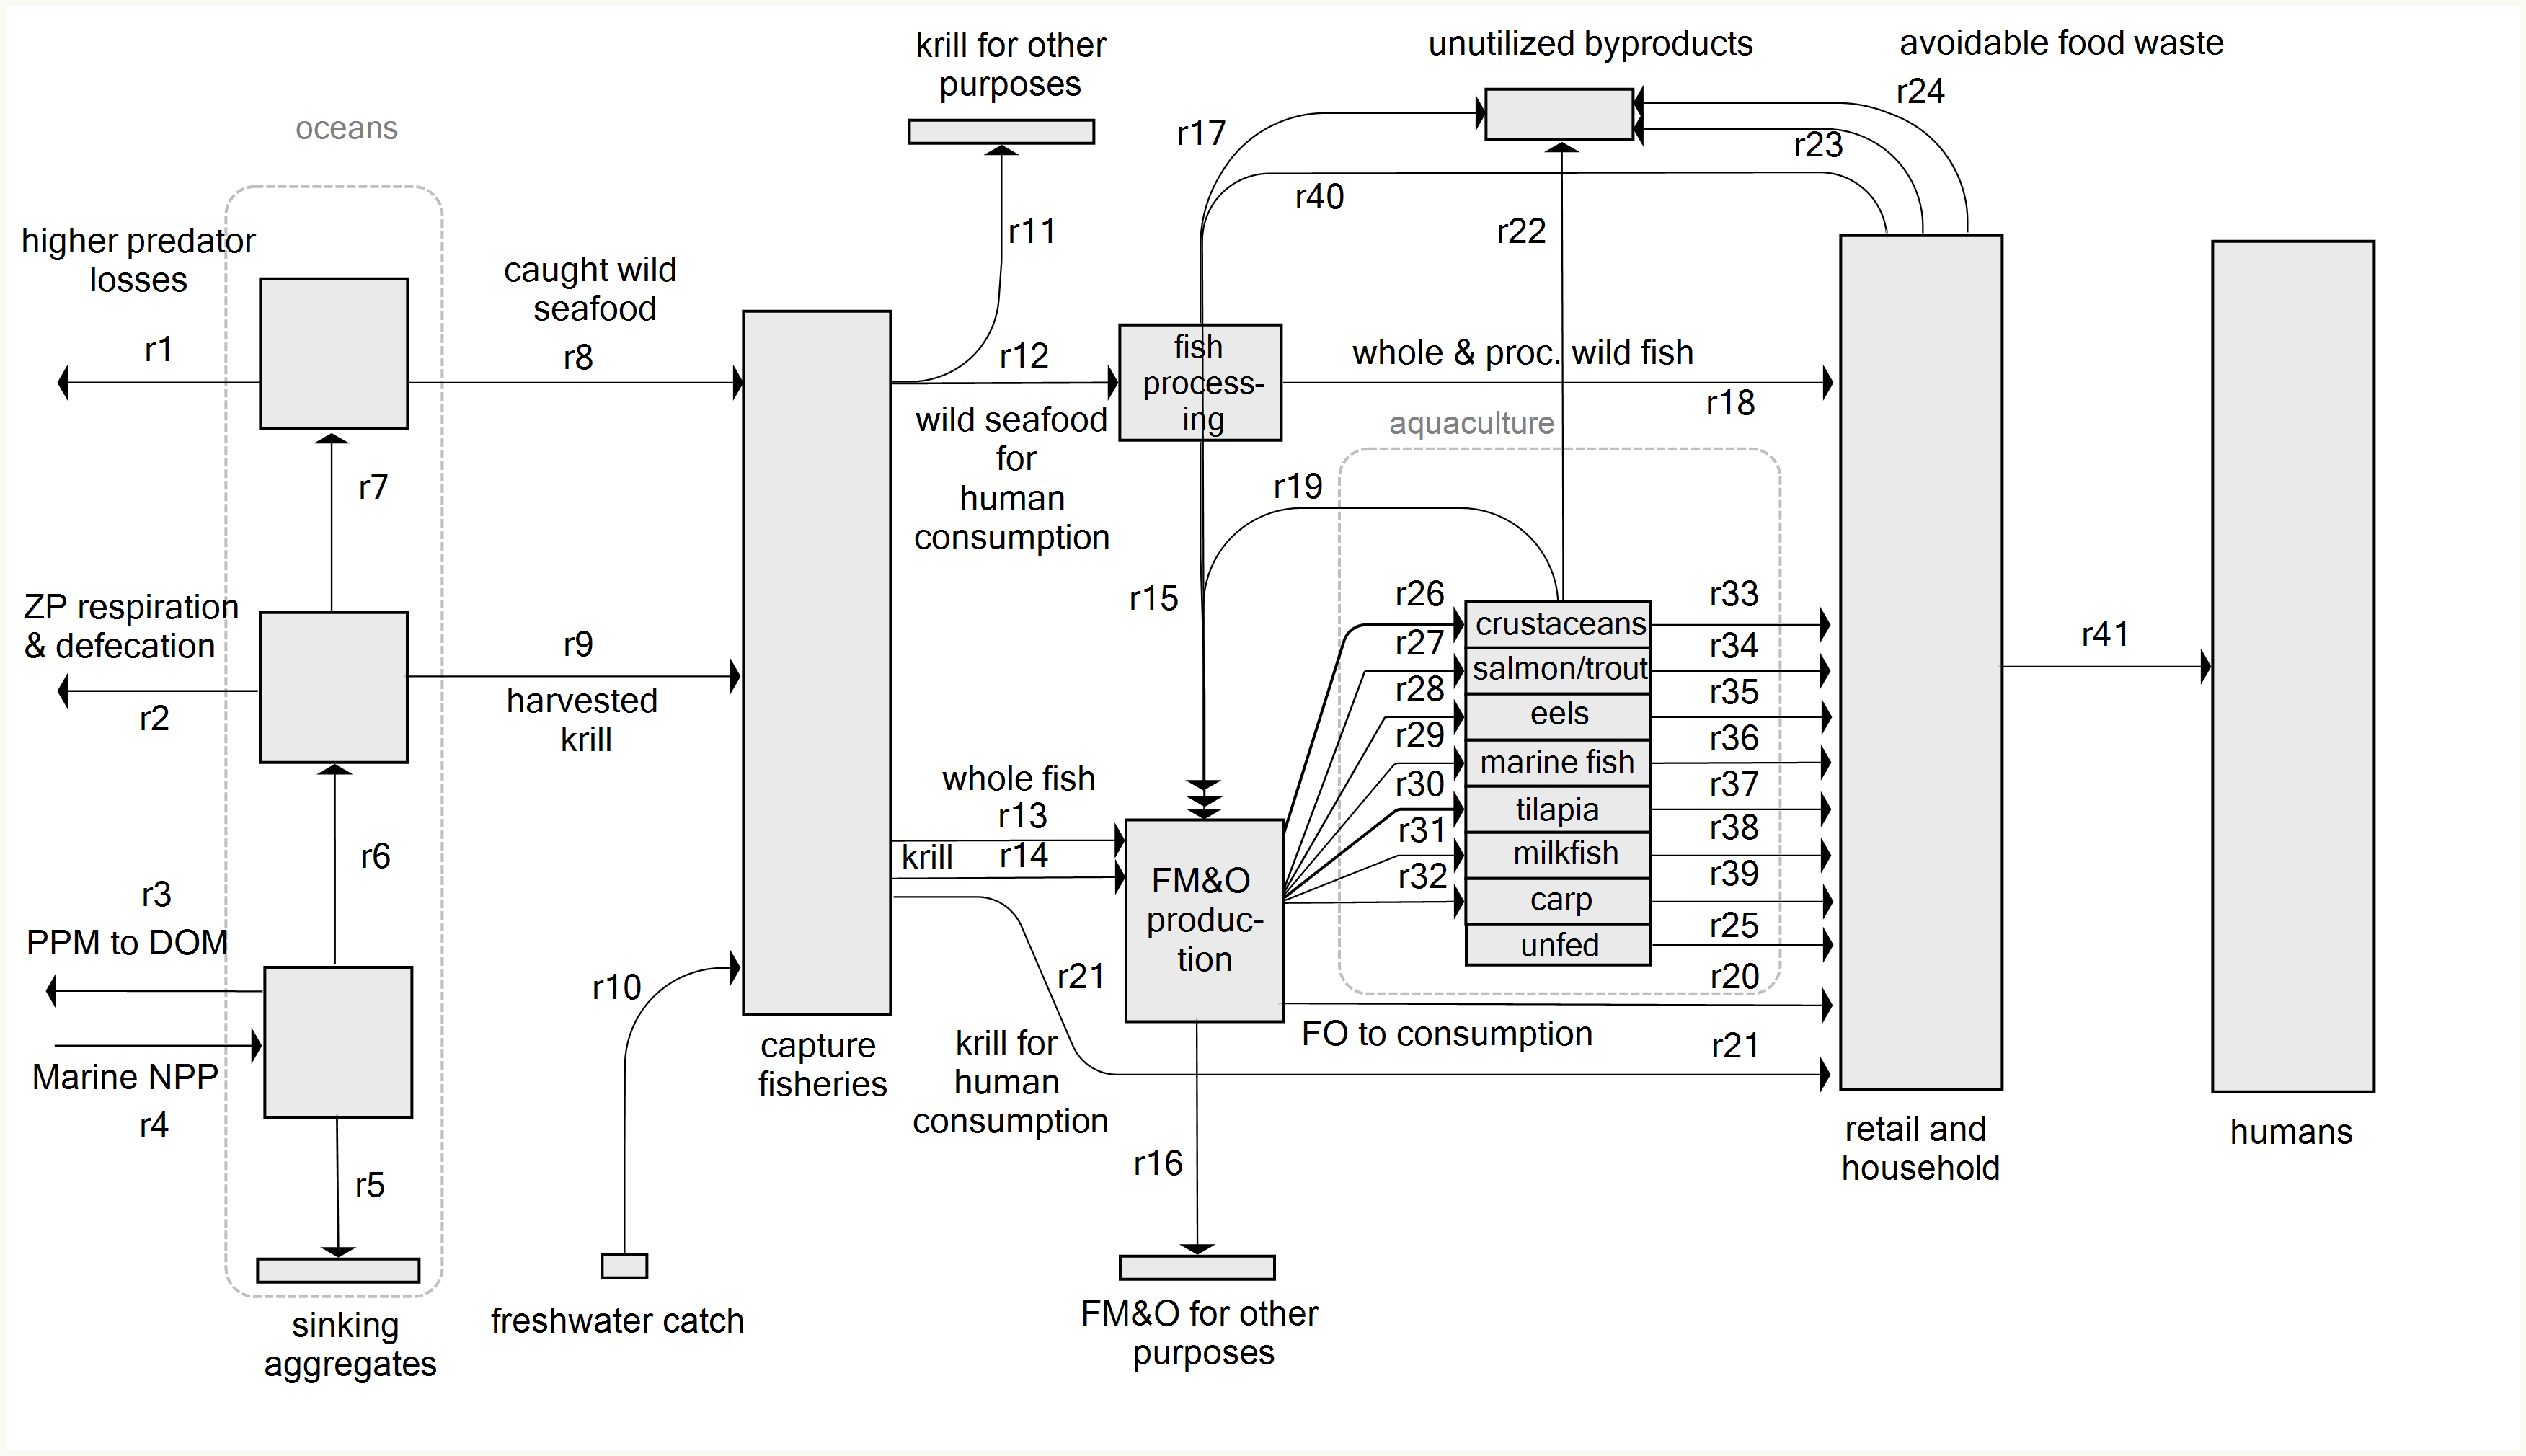 krill for other
purposes
unutilized byproducts
avoidable food waste
r24
oceans
r17
r23
r40
r11
r22
higher predator
losses
caught wild
seafood
r1
r8
r12
fish
process-
ing
whole & proc. wild fish
r18
wild seafood
for
human
consumption
aquaculture
r7
r19
ZP respiration
& defecation
r2
r9
harvested
krill
r15
r26
r27
r28
r29
r30
r31
r32
crustaceans
salmon/trout
eels
marine fish
tilapia
milkfish
carp
unfed
r33
r34
r35
r36
r37
r38
r39
r25
r20
r41
whole fish
r13
krill
r14
r6
r3
PPM to DOM
Marine NPP
r4
r5
r10
FM&O
produc-
tion
r21
FO to consumption
r21
capture
fisheries
krill for
human
consumption
r16
retail and
household
humans
sinking
aggregates
freshwater catch
FM&O for other
purposes